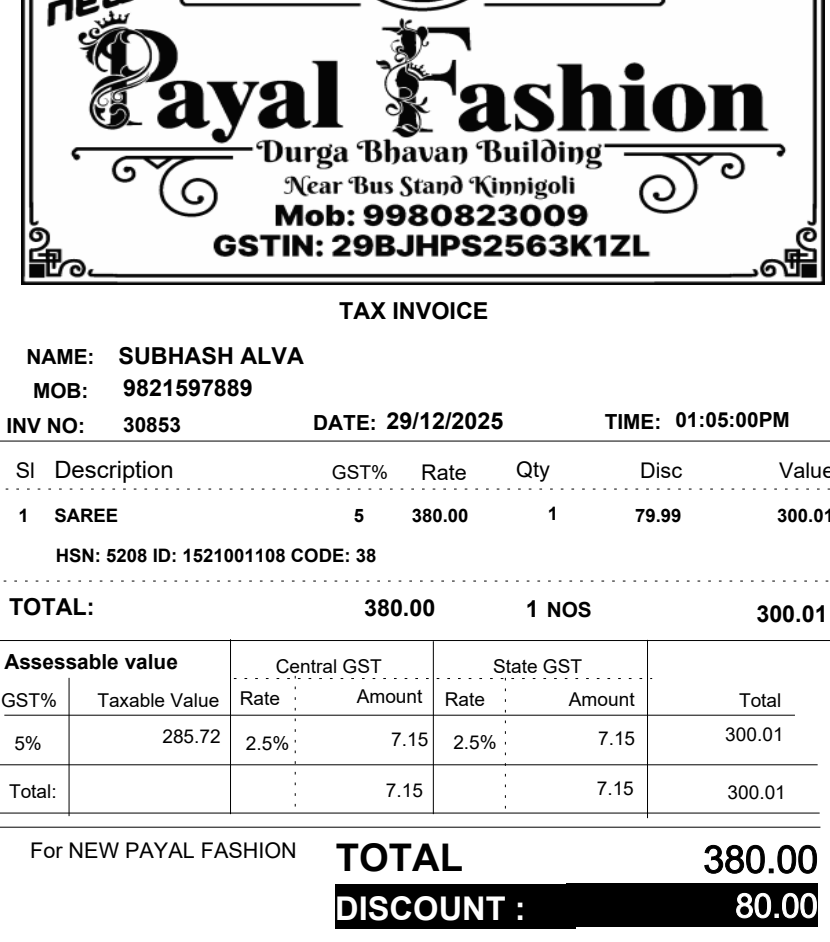 new
Payal Fashion
Durga Bhavan Building
Near Bus Stand Kinnigoli
Mob: 9980823009
GSTIN: 29BJHPS2563K1ZL
TAX INVOICE
NAME: SUBHASH ALVA
MOB: 9821597889
INV NO: 30853 DATE: 29/12/2025 TIME: 01:05:00PM
Sl Description GST% Rate Qty Disc Value
1 SAREE 5 380.00 1 79.99 300.01
HSN: 5208 ID: 1521001108 CODE: 38
TOTAL: 380.00 1 NOS 300.01
Assessable value Central GST State GST
GST% Taxable Value Rate Amount Rate Amount Total
5% 285.72 2.5% 7.15 2.5% 7.15 300.01
Total: 7.15 7.15 300.01
For NEW PAYAL FASHION TOTAL 380.00
DISCOUNT : 80.00